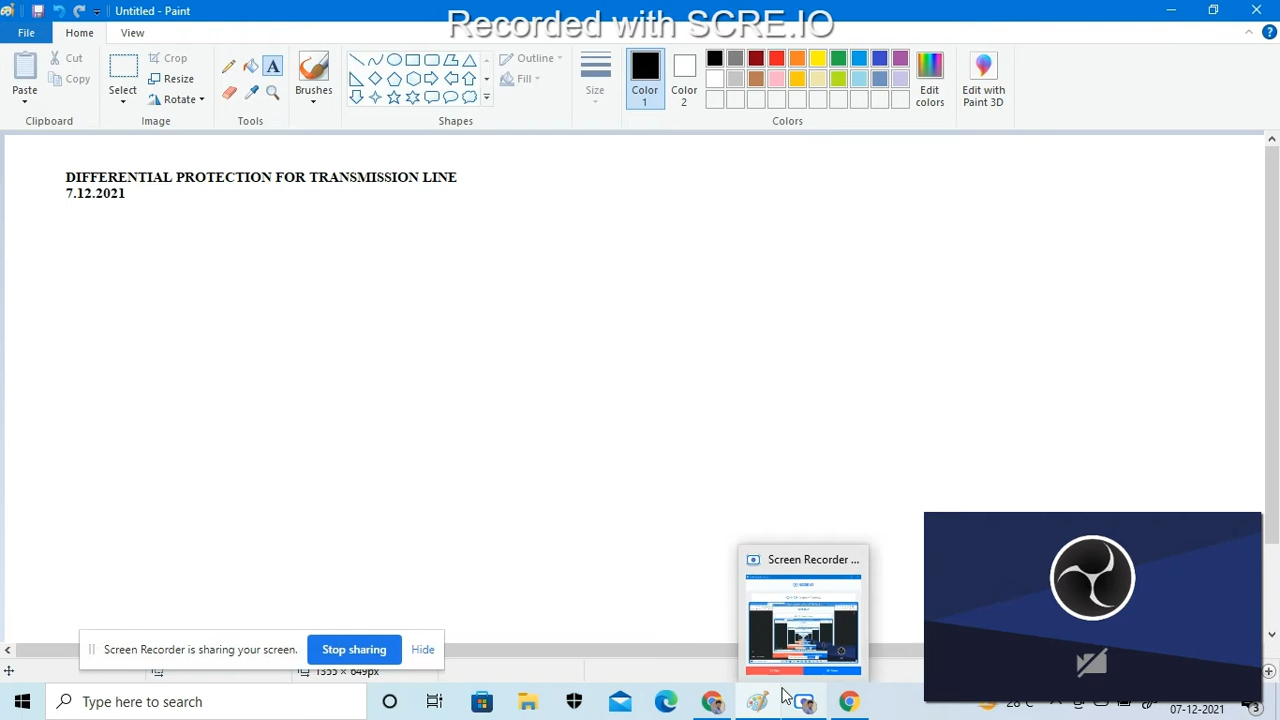 Untitled - Paint
Recorded with SCRE.IO
File
Home
View
Paste
Cut
Copy
Clipboard
Select
Crop
Resize
Rotate
Image
A
Tools
Brushes
Shapes
Outline
Fill
Size
Color 1
Color 2
Colors
Edit colors
Edit with Paint 3D
DIFFERENTIAL PROTECTION FOR TRANSMISSION LINE
7.12.2021
Screen Recorder ...
Screen Recorder is sharing your screen.
Stop sharing
Hide
Type here to search
07-12-2021
3